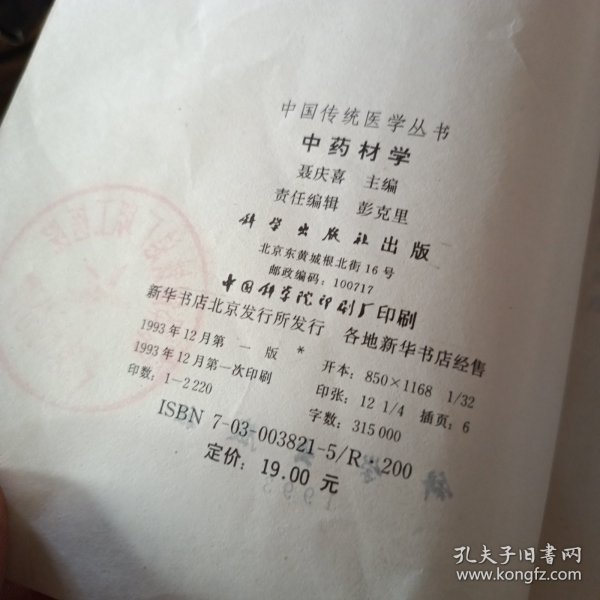 中国传统医学丛书
中药材学
聂庆喜 主编
责任编辑 彭克里
科学出版社出版
北京东黄城根北街16号
邮政编码：100717
中国科学院印刷厂印刷
新华书店北京发行所发行 各地新华书店经售
*
1993年12月第一版 开本：850×1168 1/32
1993年12月第一次印刷 印张：12 1/4 插页：6
印数：1—2220 字数：315000
ISBN 7-03-003821-5/R·200
定价：19.00 元
孔夫子旧书网
www.kongfz.com